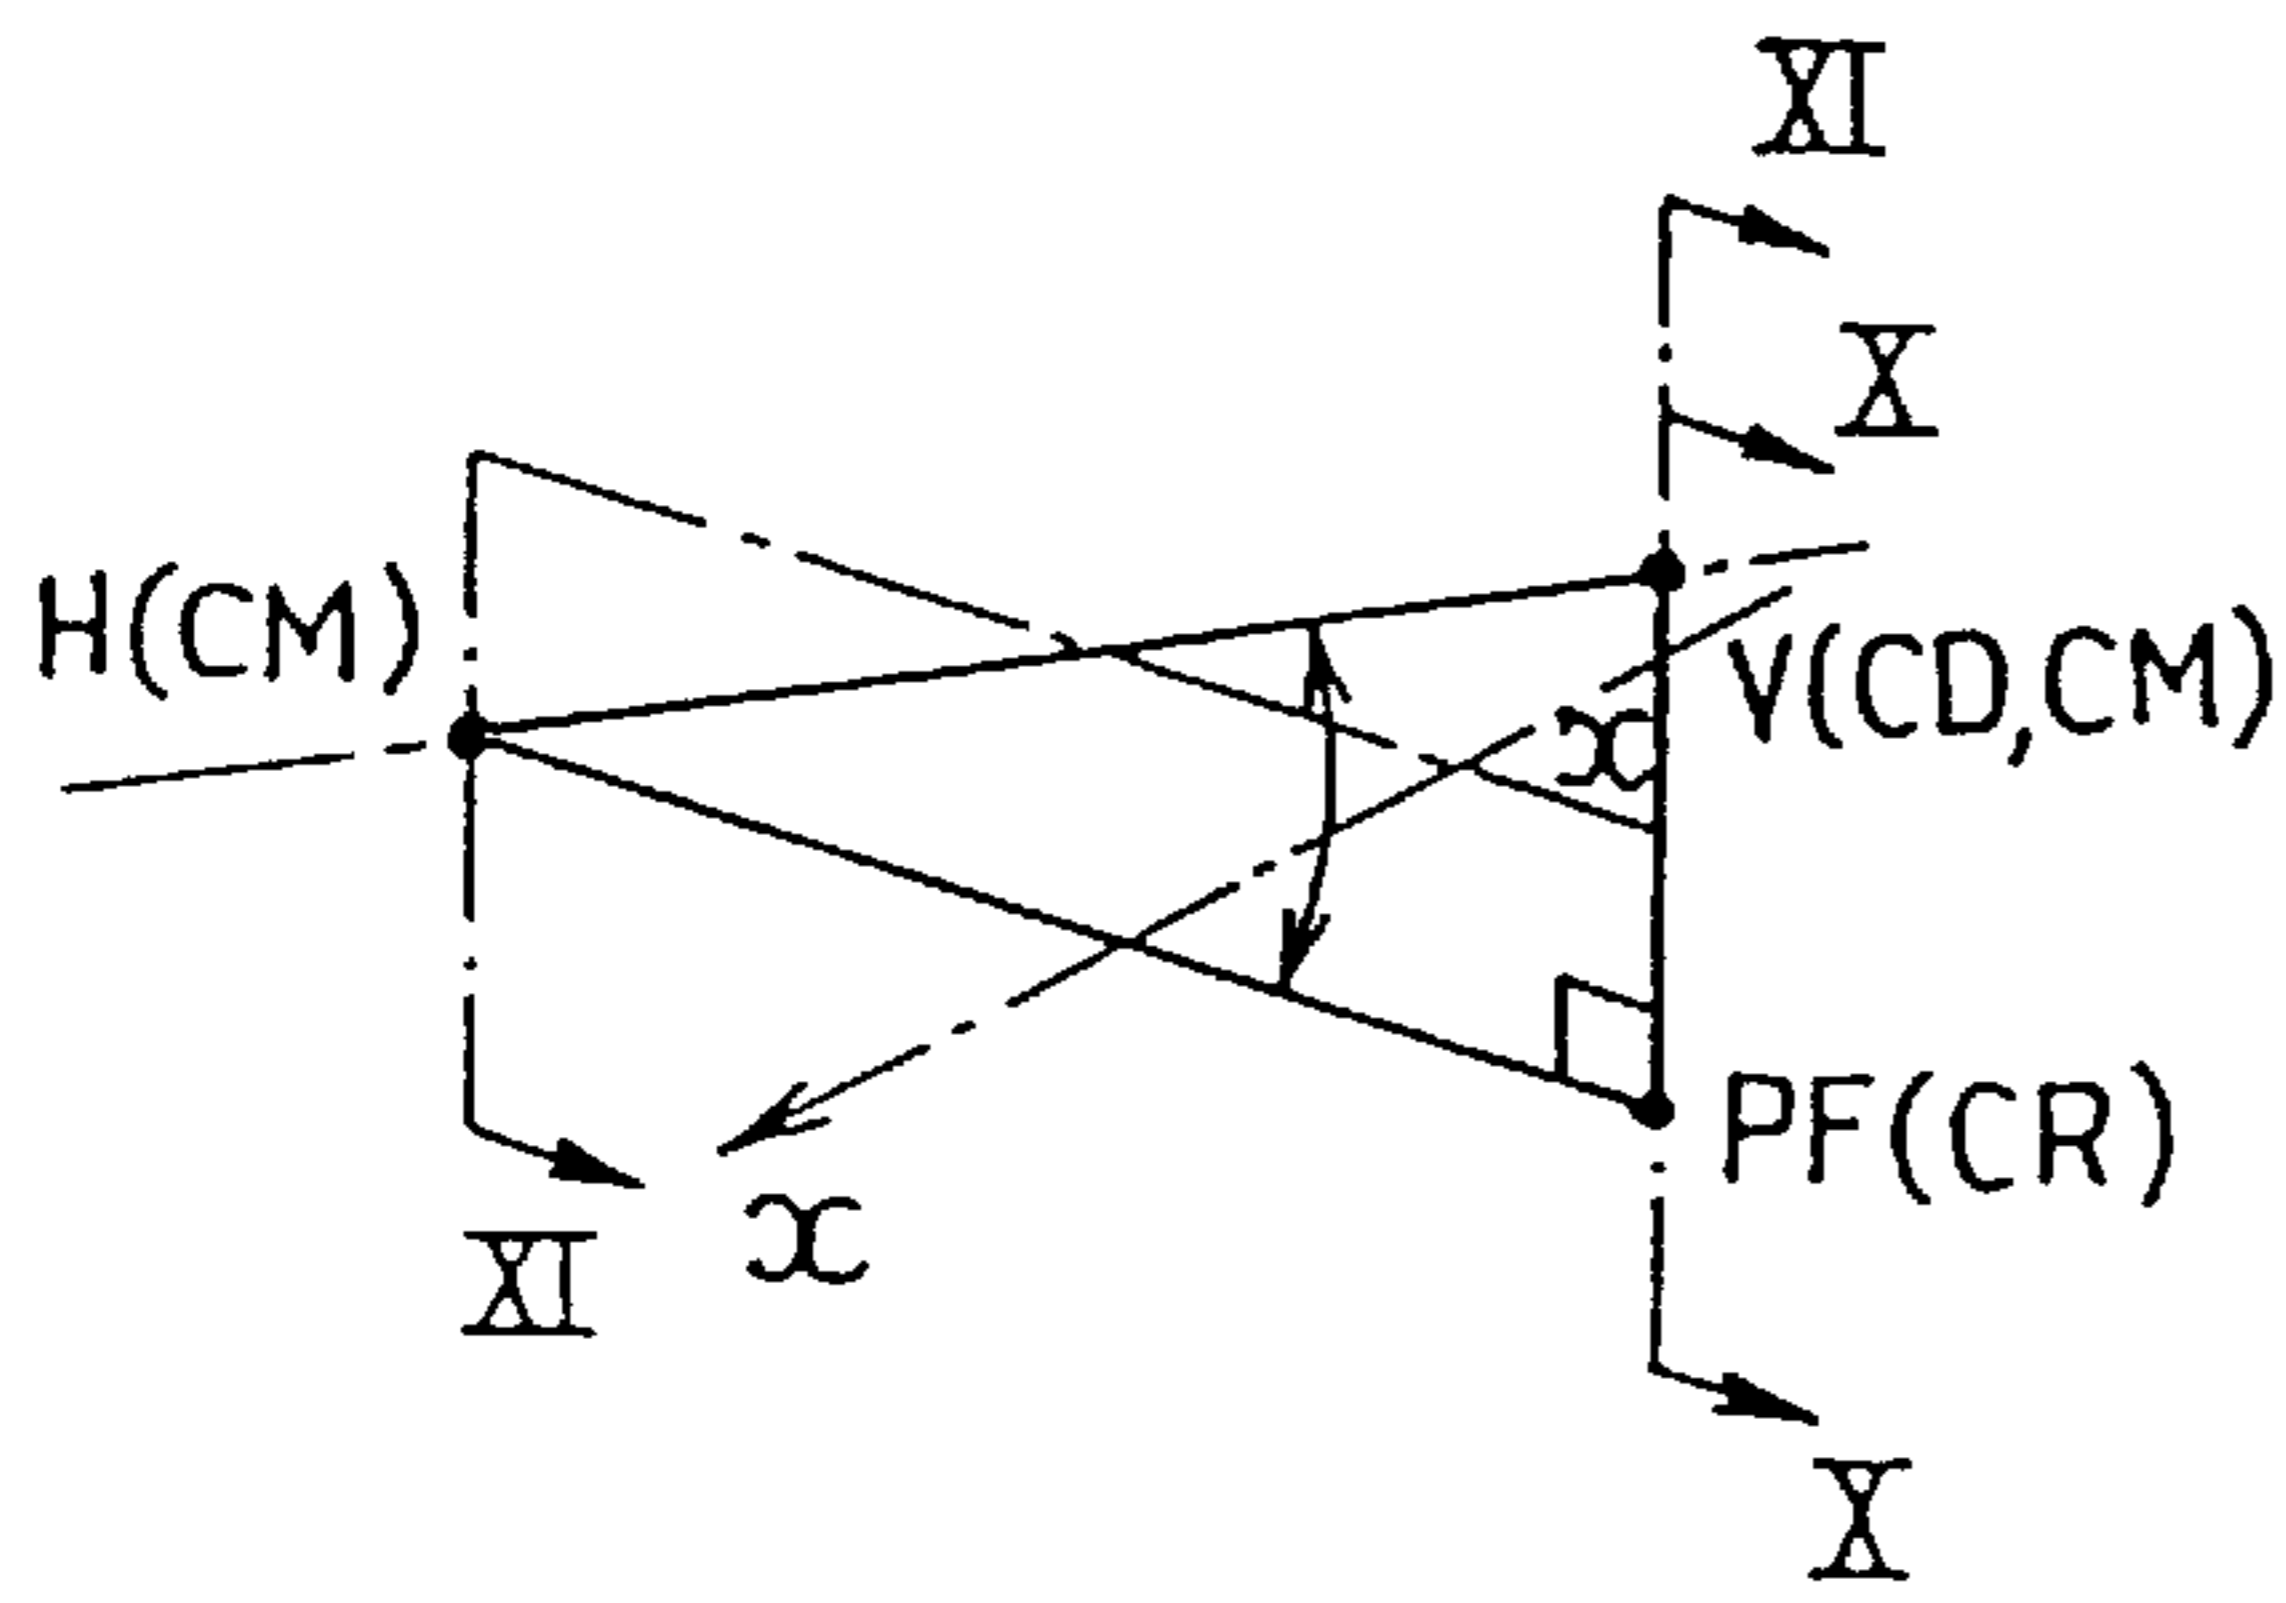 XI
X
H(CM)
V(CD,CM)
x
PF(CR)
x
XI
X